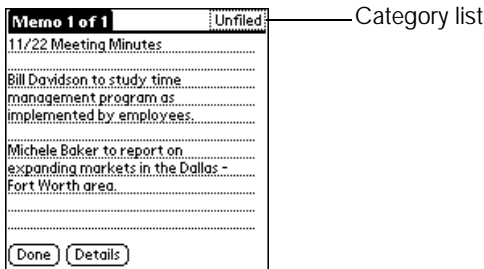 Memo 1 of 1 Unfiled Category list
11/22 Meeting Minutes
Bill Davidson to study time
management program as
implemented by employees.
Michele Baker to report on
expanding markets in the Dallas -
Fort Worth area.
Done Details